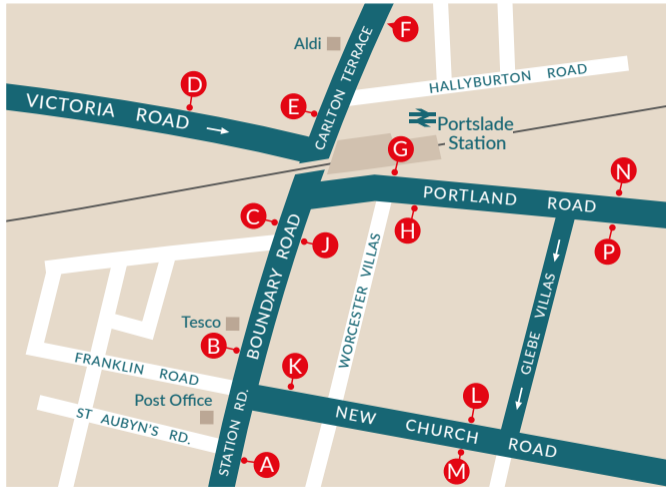 F
Aldi
CARLTON TERRACE
HALLYBURTON ROAD
D
E
VICTORIA ROAD
Portslade
Station
G
N
PORTLAND ROAD
C
H
J
P
BOUNDARY ROAD
WORCESTER VILLAS
GLEBE VILLAS
Tesco
B
FRANKLIN ROAD
K
Post Office
L
NEW CHURCH ROAD
ST AUBYN'S RD.
STATION RD.
A
M